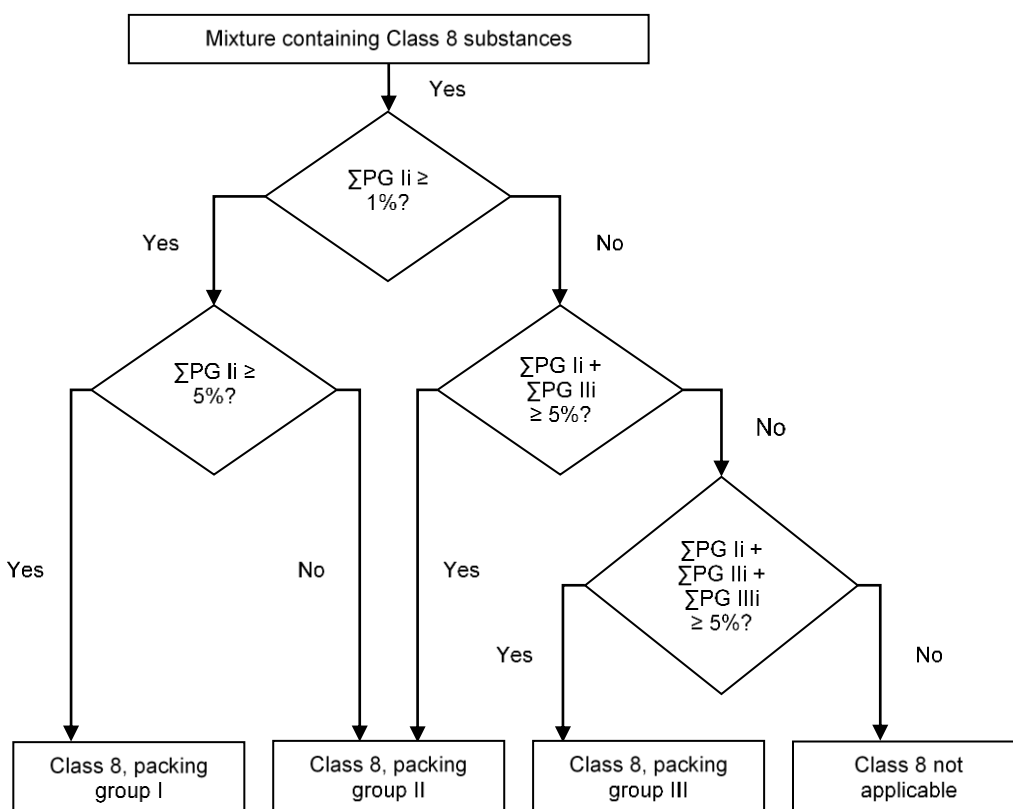 Mixture containing Class 8 substances
Yes
∑PG Ii ≥
1%?
Yes
No
∑PG Ii ≥
5%?
∑PG Ii +
∑PG IIi
≥ 5%?
No
Yes
No
Yes
∑PG Ii +
∑PG IIi +
∑PG IIIi
≥ 5%?
Yes
No
Class 8, packing
group I
Class 8, packing
group II
Class 8, packing
group III
Class 8 not
applicable